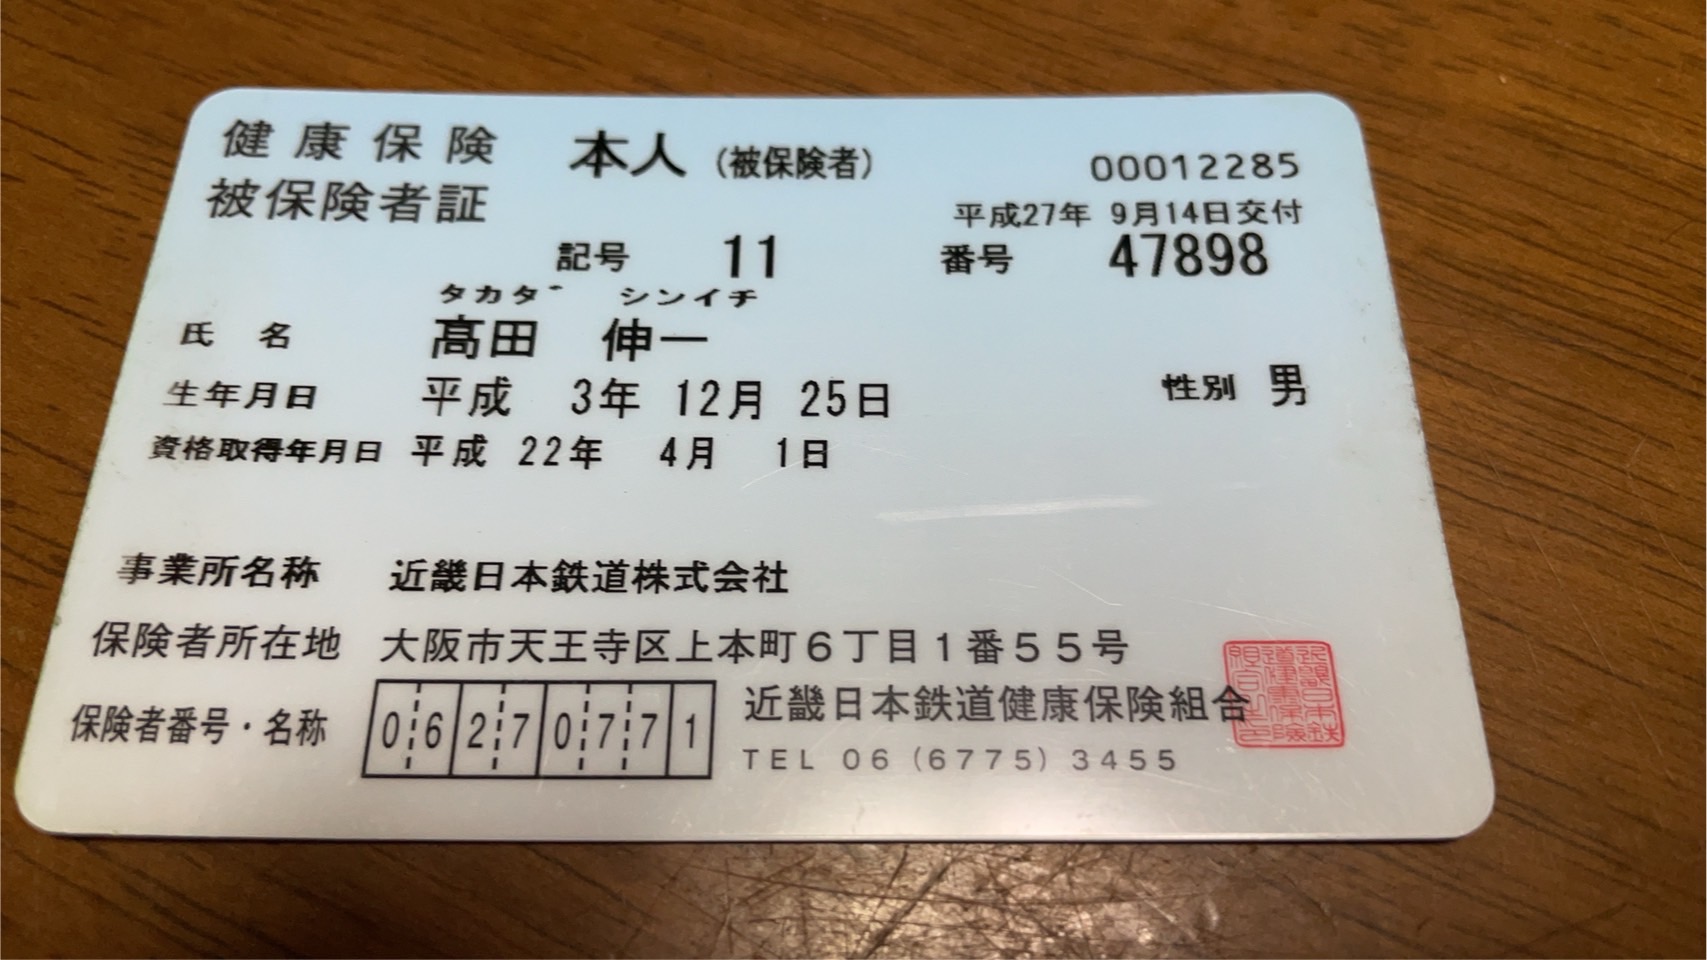 健康保険 本人（被保険者） 00012285
被保険者証 平成27年 9月14日交付
記号 11 番号 47898
タカダ シンイチ
氏 名 髙田 伸一
生年月日 平成 3年 12月 25日 性別 男
資格取得年月日 平成 22年 4月 1日
事業所名称 近畿日本鉄道株式会社
保険者所在地 大阪市天王寺区上本町６丁目１番５５号
保険者番号・名称 06270771 近畿日本鉄道健康保険組合
TEL 06 (6775) 3455